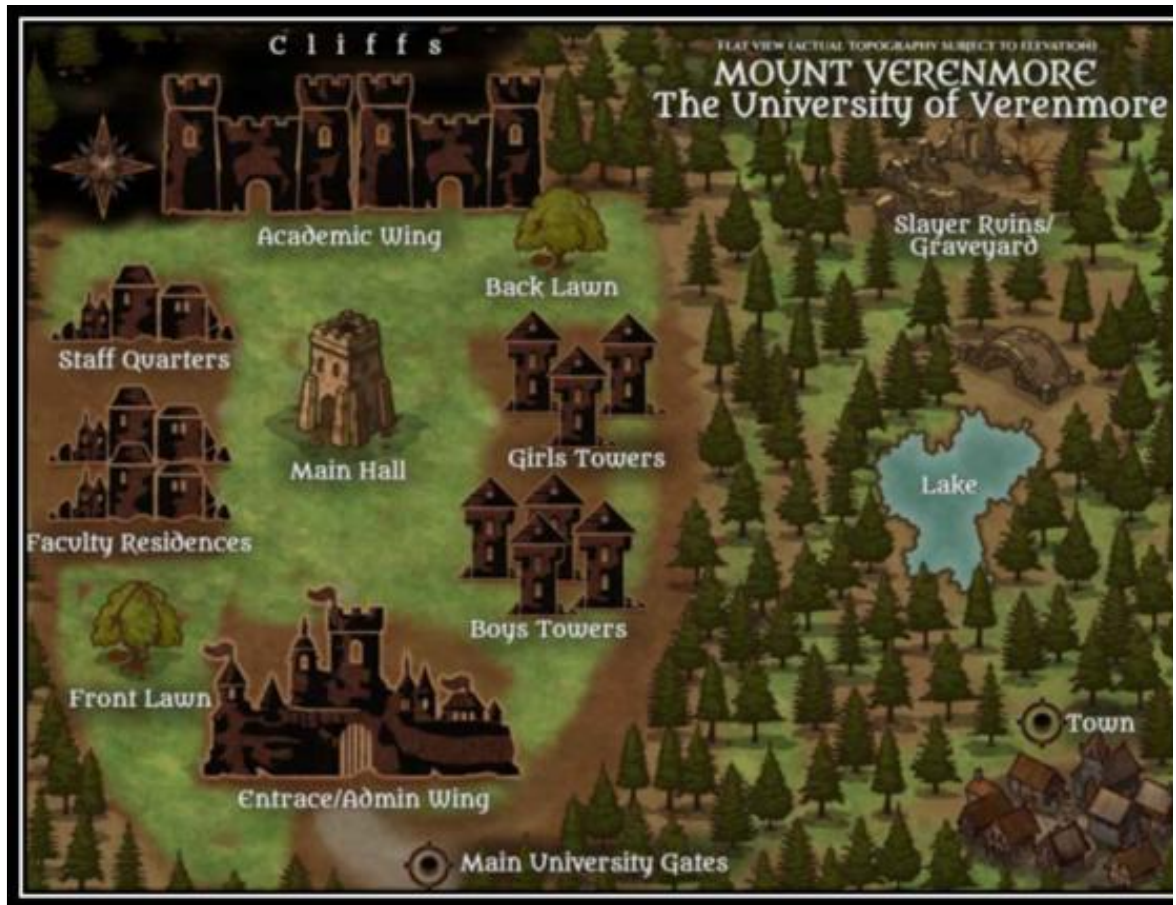 Cliffs
FLAT VIEW (ACTUAL TOPOGRAPHY SUBJECT TO ELEVATION)
MOUNT VERENMORE
The University of Verenmore
Academic Wing
Slayer Ruins/
Graveyard
Back Lawn
Staff Quarters
Main Hall
Girls Towers
Lake
Faculty Residences
Boys Towers
Front Lawn
Town
Entrace/Admin Wing
Main University Gates